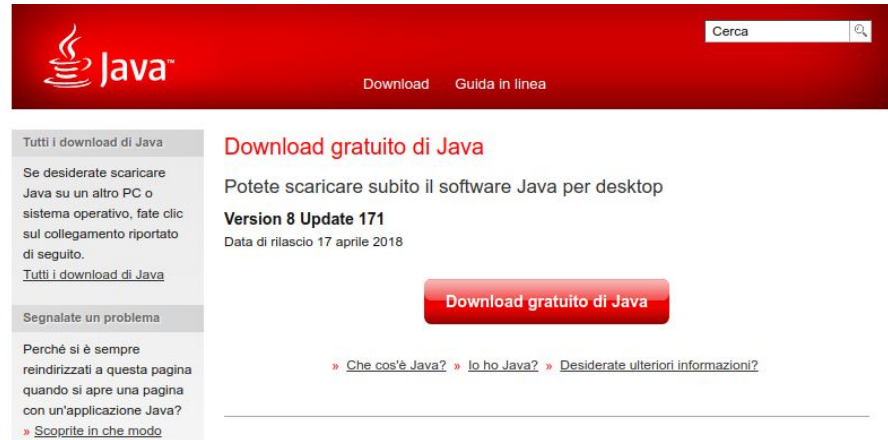 Java™
Cerca
Download Guida in linea
Tutti i download di Java
Se desiderate scaricare
Java su un altro PC o
sistema operativo, fate clic
sul collegamento riportato
di seguito.
Tutti i download di Java
Segnalate un problema
Perché si è sempre
reindirizzati a questa pagina
quando si apre una pagina
con un'applicazione Java?
» Scoprite in che modo
Download gratuito di Java
Potete scaricare subito il software Java per desktop
Version 8 Update 171
Data di rilascio 17 aprile 2018
Download gratuito di Java
» Che cos'è Java? » Io ho Java? » Desiderate ulteriori informazioni?